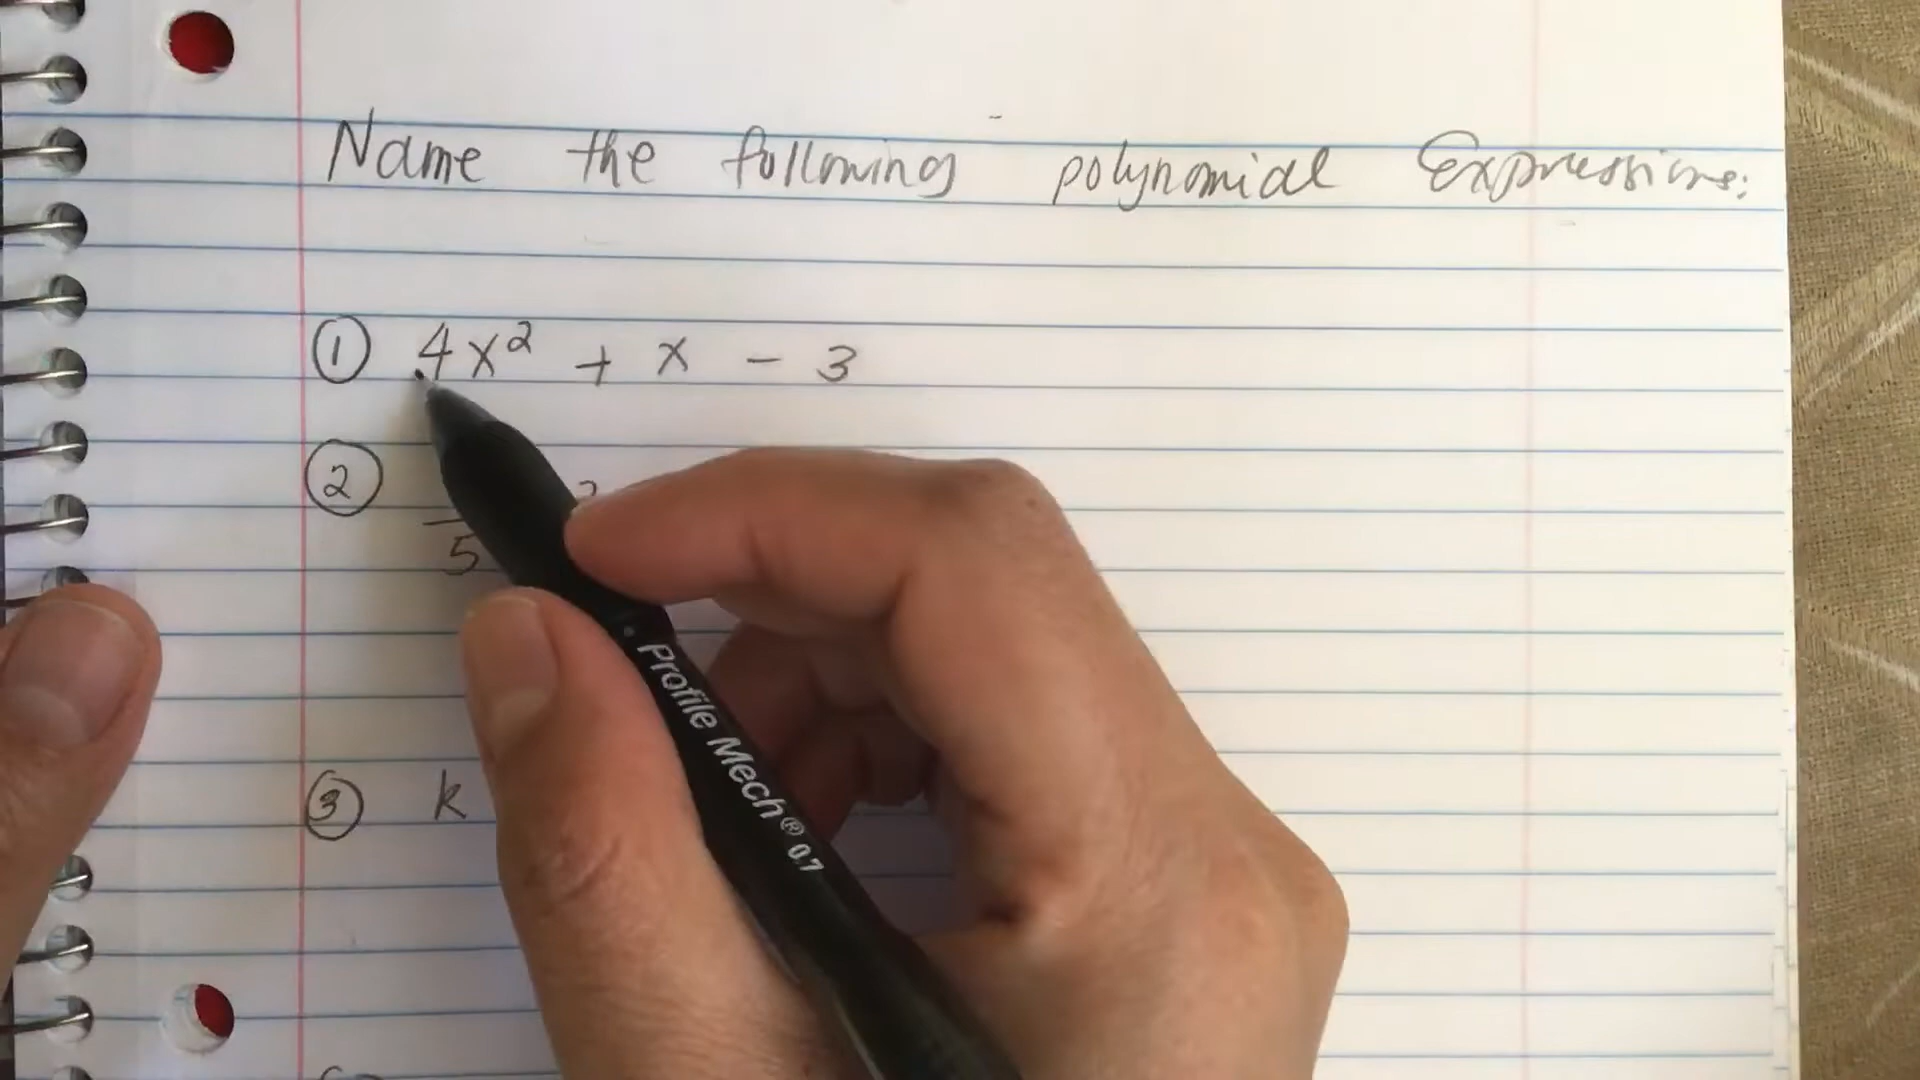 Name the following polynomial Expressions:
① 4x² + x - 3
②
5
③ k
Profile Mech® 0.7